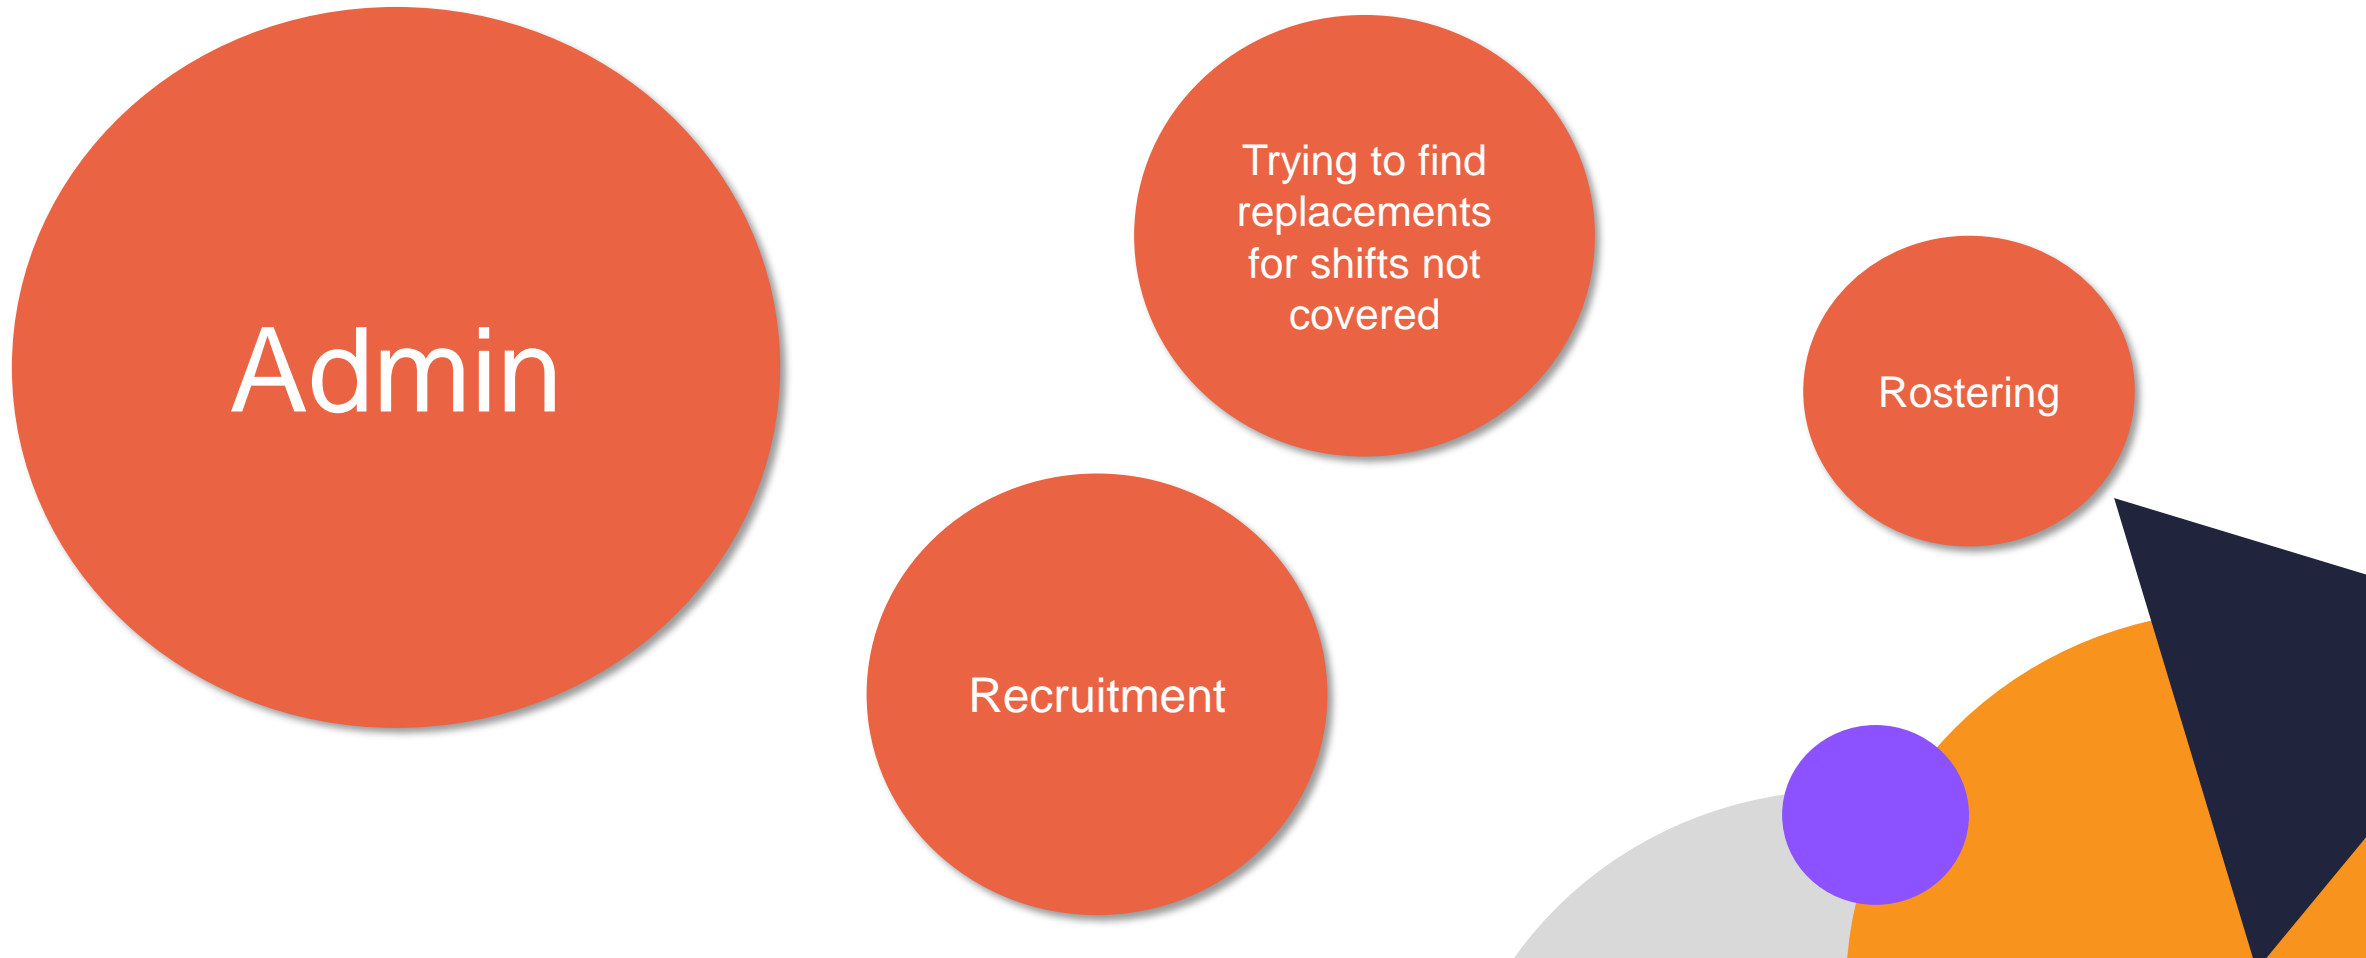 Admin
Trying to find
replacements
for shifts not
covered
Rostering
Recruitment